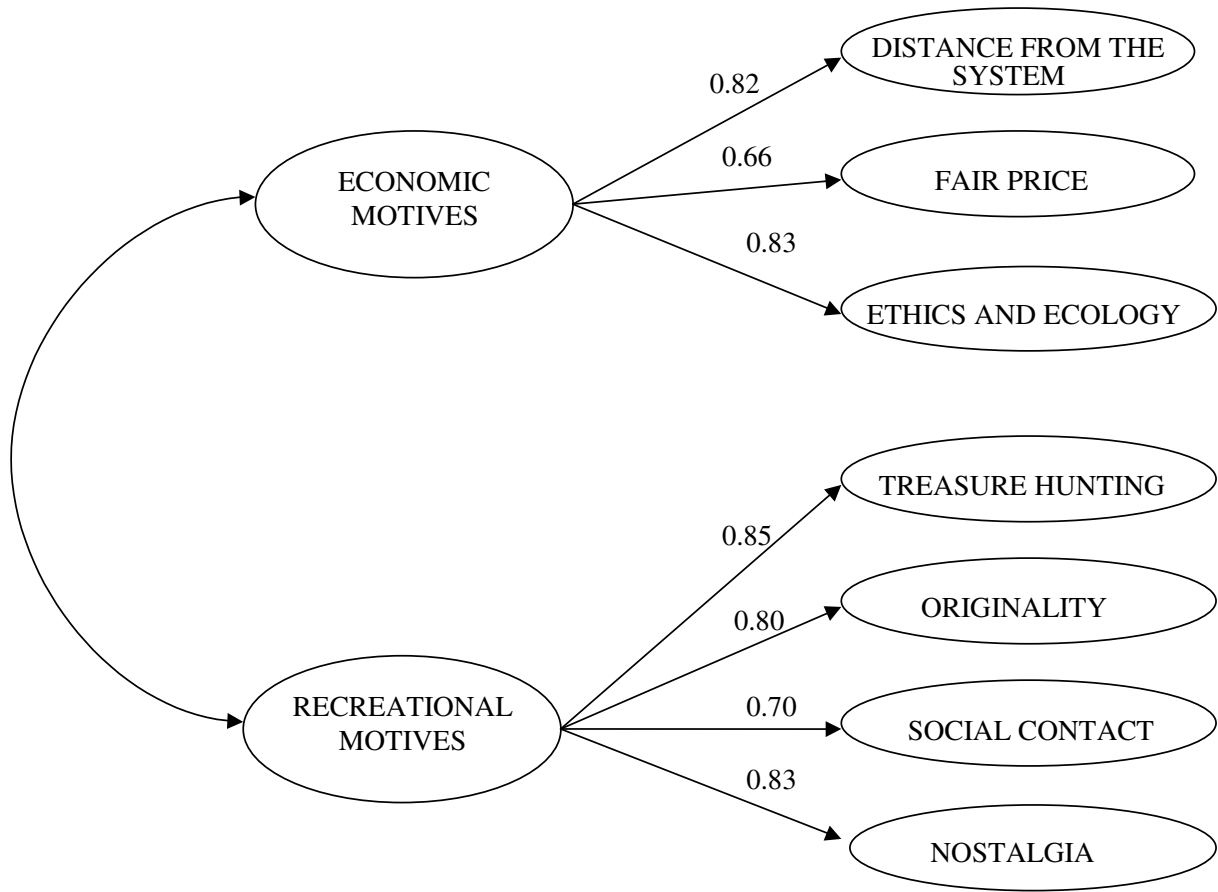 DISTANCE FROM THE
SYSTEM
0.82
ECONOMIC
MOTIVES
0.66
FAIR PRICE
0.83
ETHICS AND ECOLOGY
TREASURE HUNTING
0.85
ORIGINALITY
0.80
RECREATIONAL
MOTIVES
0.70
SOCIAL CONTACT
0.83
NOSTALGIA